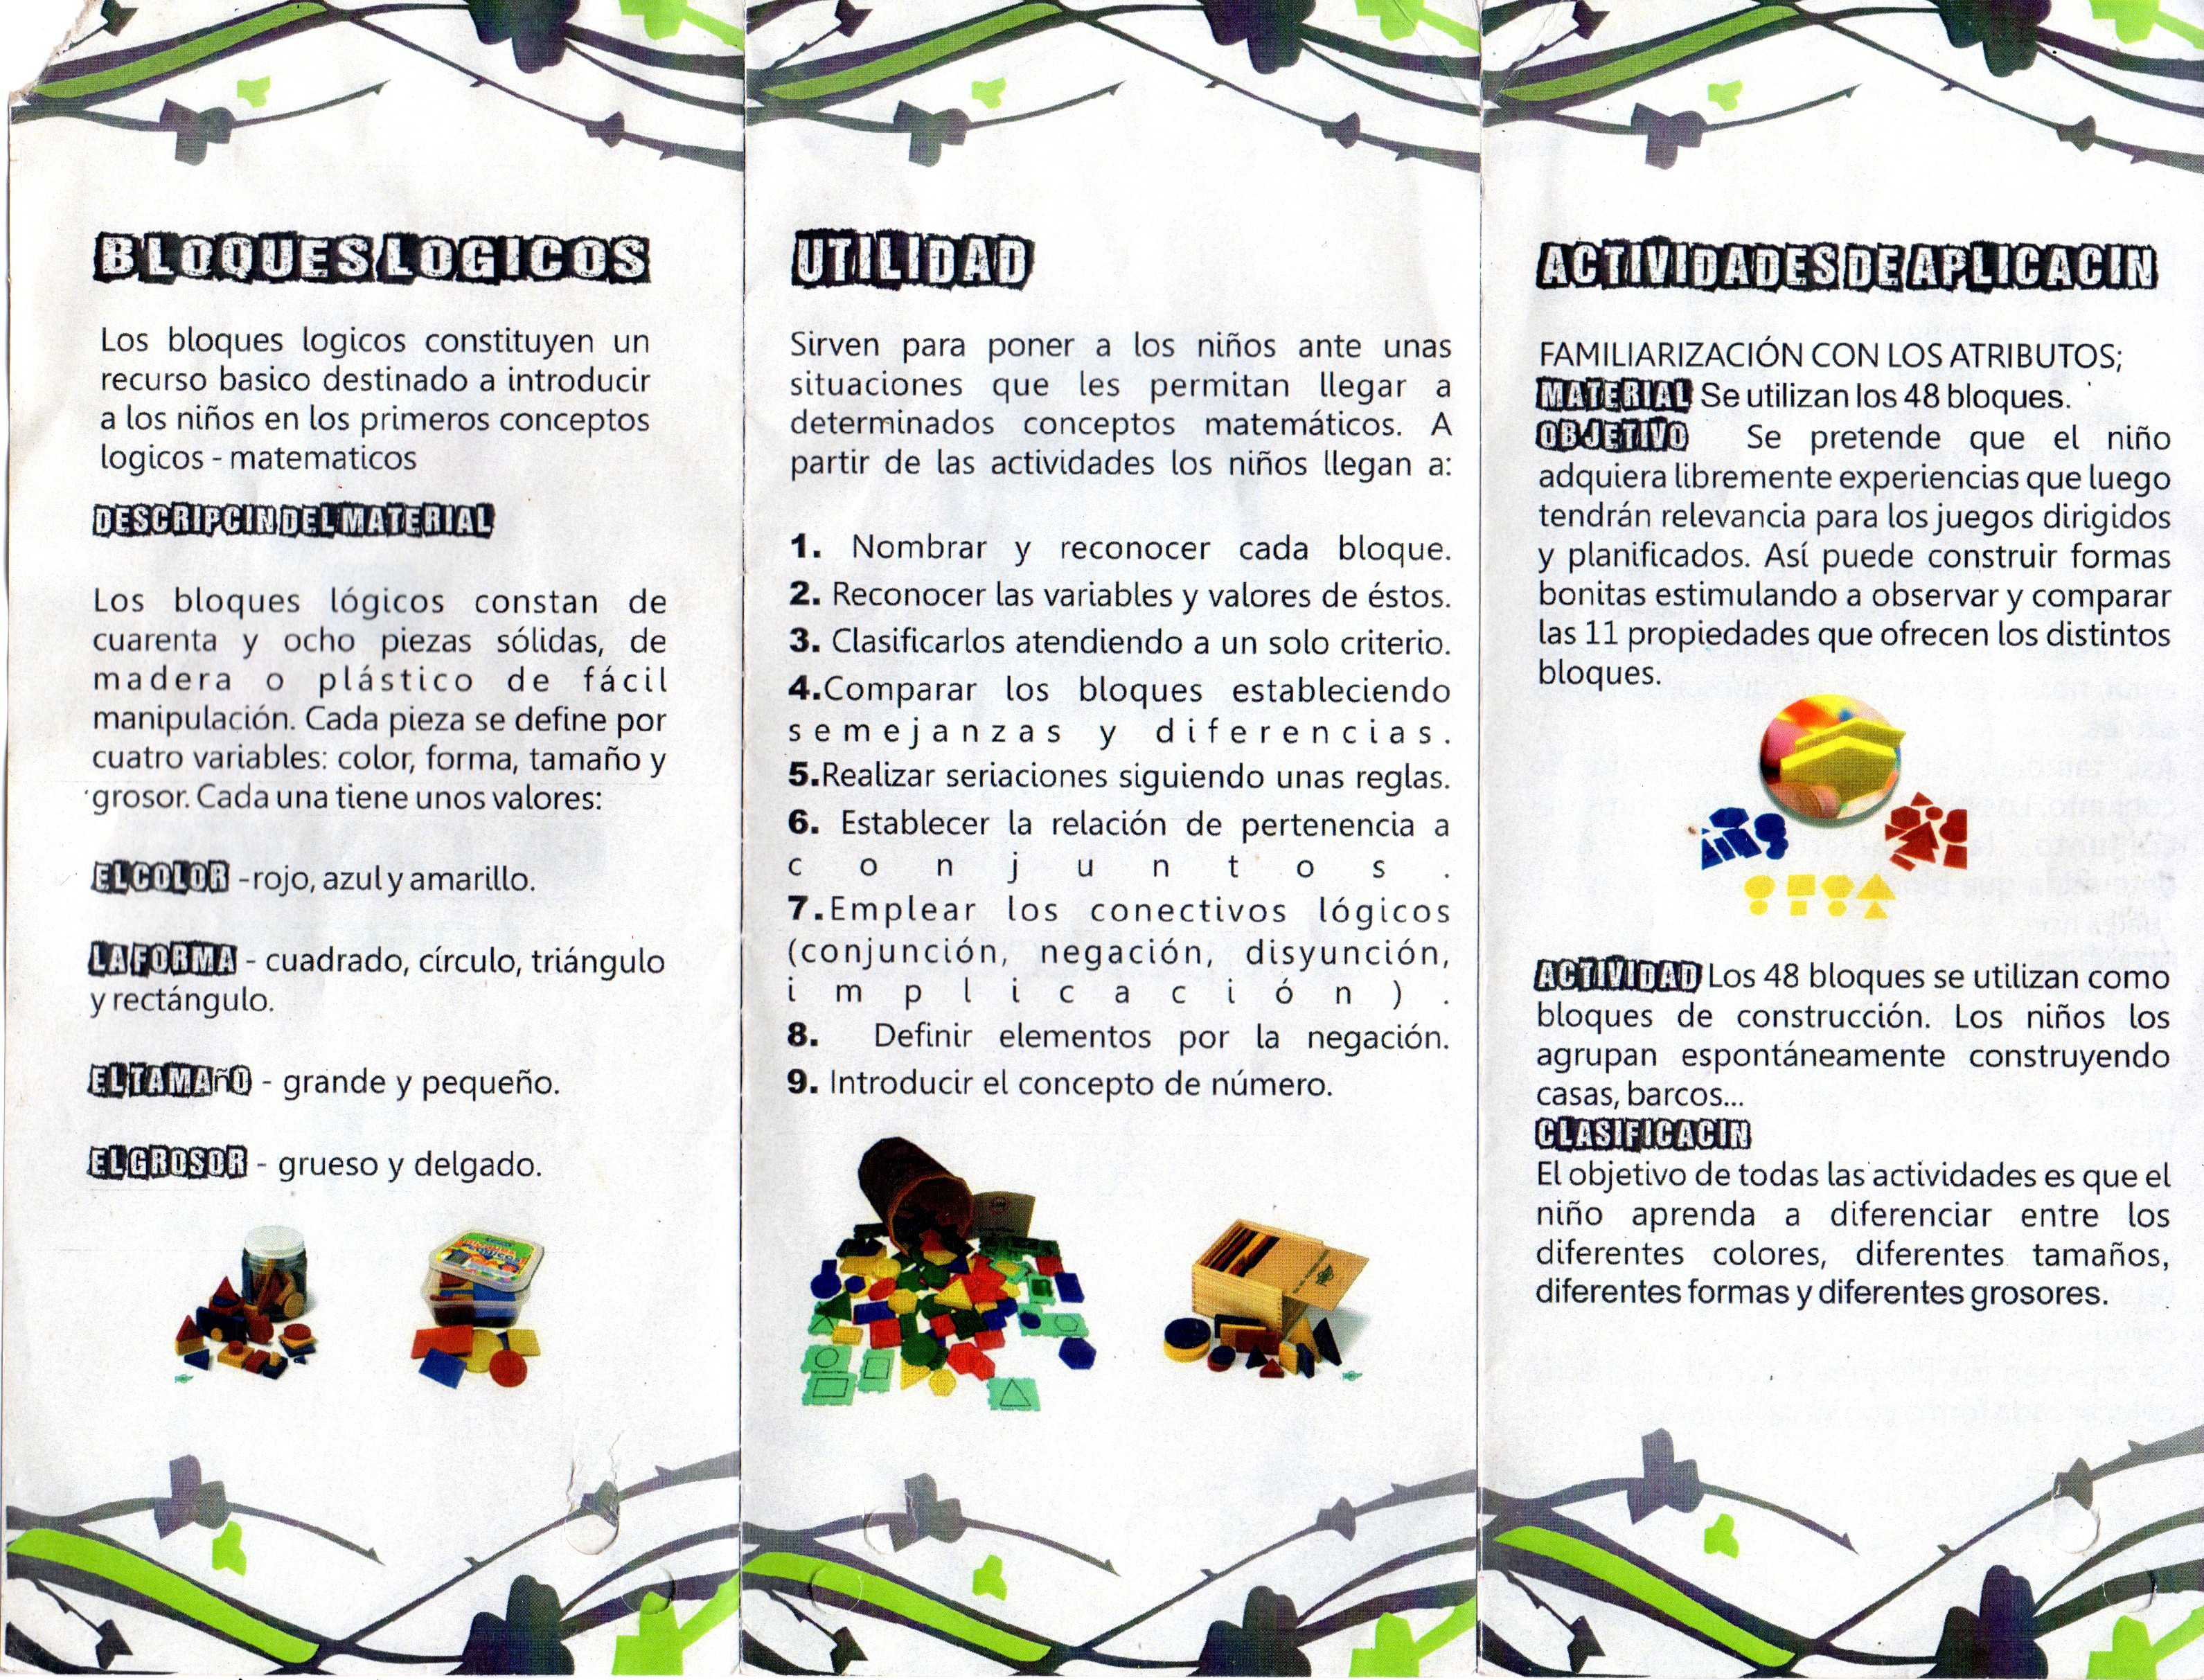 BLOQUES LOGICOS
Los bloques logicos constituyen un
recurso basico destinado a introducir
a los niños en los primeros conceptos
logicos - matematicos
DESCRIPCIN DEL MATERIAL
Los bloques lógicos constan de
cuarenta y ocho piezas sólidas, de
madera o plástico de fácil
manipulación. Cada pieza se define por
cuatro variables: color, forma, tamaño y
grosor. Cada una tiene unos valores:
EL COLOR -rojo, azul y amarillo.
LA FORMA - cuadrado, círculo, triángulo
y rectángulo.
EL TAMAñO - grande y pequeño.
EL GROSOR - grueso y delgado.
UTILIDAD
Sirven para poner a los niños ante unas
situaciones que les permitan llegar a
determinados conceptos matemáticos. A
partir de las actividades los niños llegan a:
1. Nombrar y reconocer cada bloque.
2. Reconocer las variables y valores de éstos.
3. Clasificarlos atendiendo a un solo criterio.
4.Comparar los bloques estableciendo
semejanzas y diferencias.
5.Realizar seriaciones siguiendo unas reglas.
6. Establecer la relación de pertenencia a
conjuntos.
7.Emplear los conectivos lógicos
(conjunción, negación, disyunción,
implicación).
8. Definir elementos por la negación.
9. Introducir el concepto de número.
ACTIVIDADES DE APLICACIN
FAMILIARIZACIÓN CON LOS ATRIBUTOS;
MATERIAL Se utilizan los 48 bloques.
OBJETIVO Se pretende que el niño
adquiera libremente experiencias que luego
tendrán relevancia para los juegos dirigidos
y planificados. Así puede construir formas
bonitas estimulando a observar y comparar
las 11 propiedades que ofrecen los distintos
bloques.
ACTIVIDAD Los 48 bloques se utilizan como
bloques de construcción. Los niños los
agrupan espontáneamente construyendo
casas, barcos...
CLASIFICACIN
El objetivo de todas las actividades es que el
niño aprenda a diferenciar entre los
diferentes colores, diferentes tamaños,
diferentes formas y diferentes grosores.